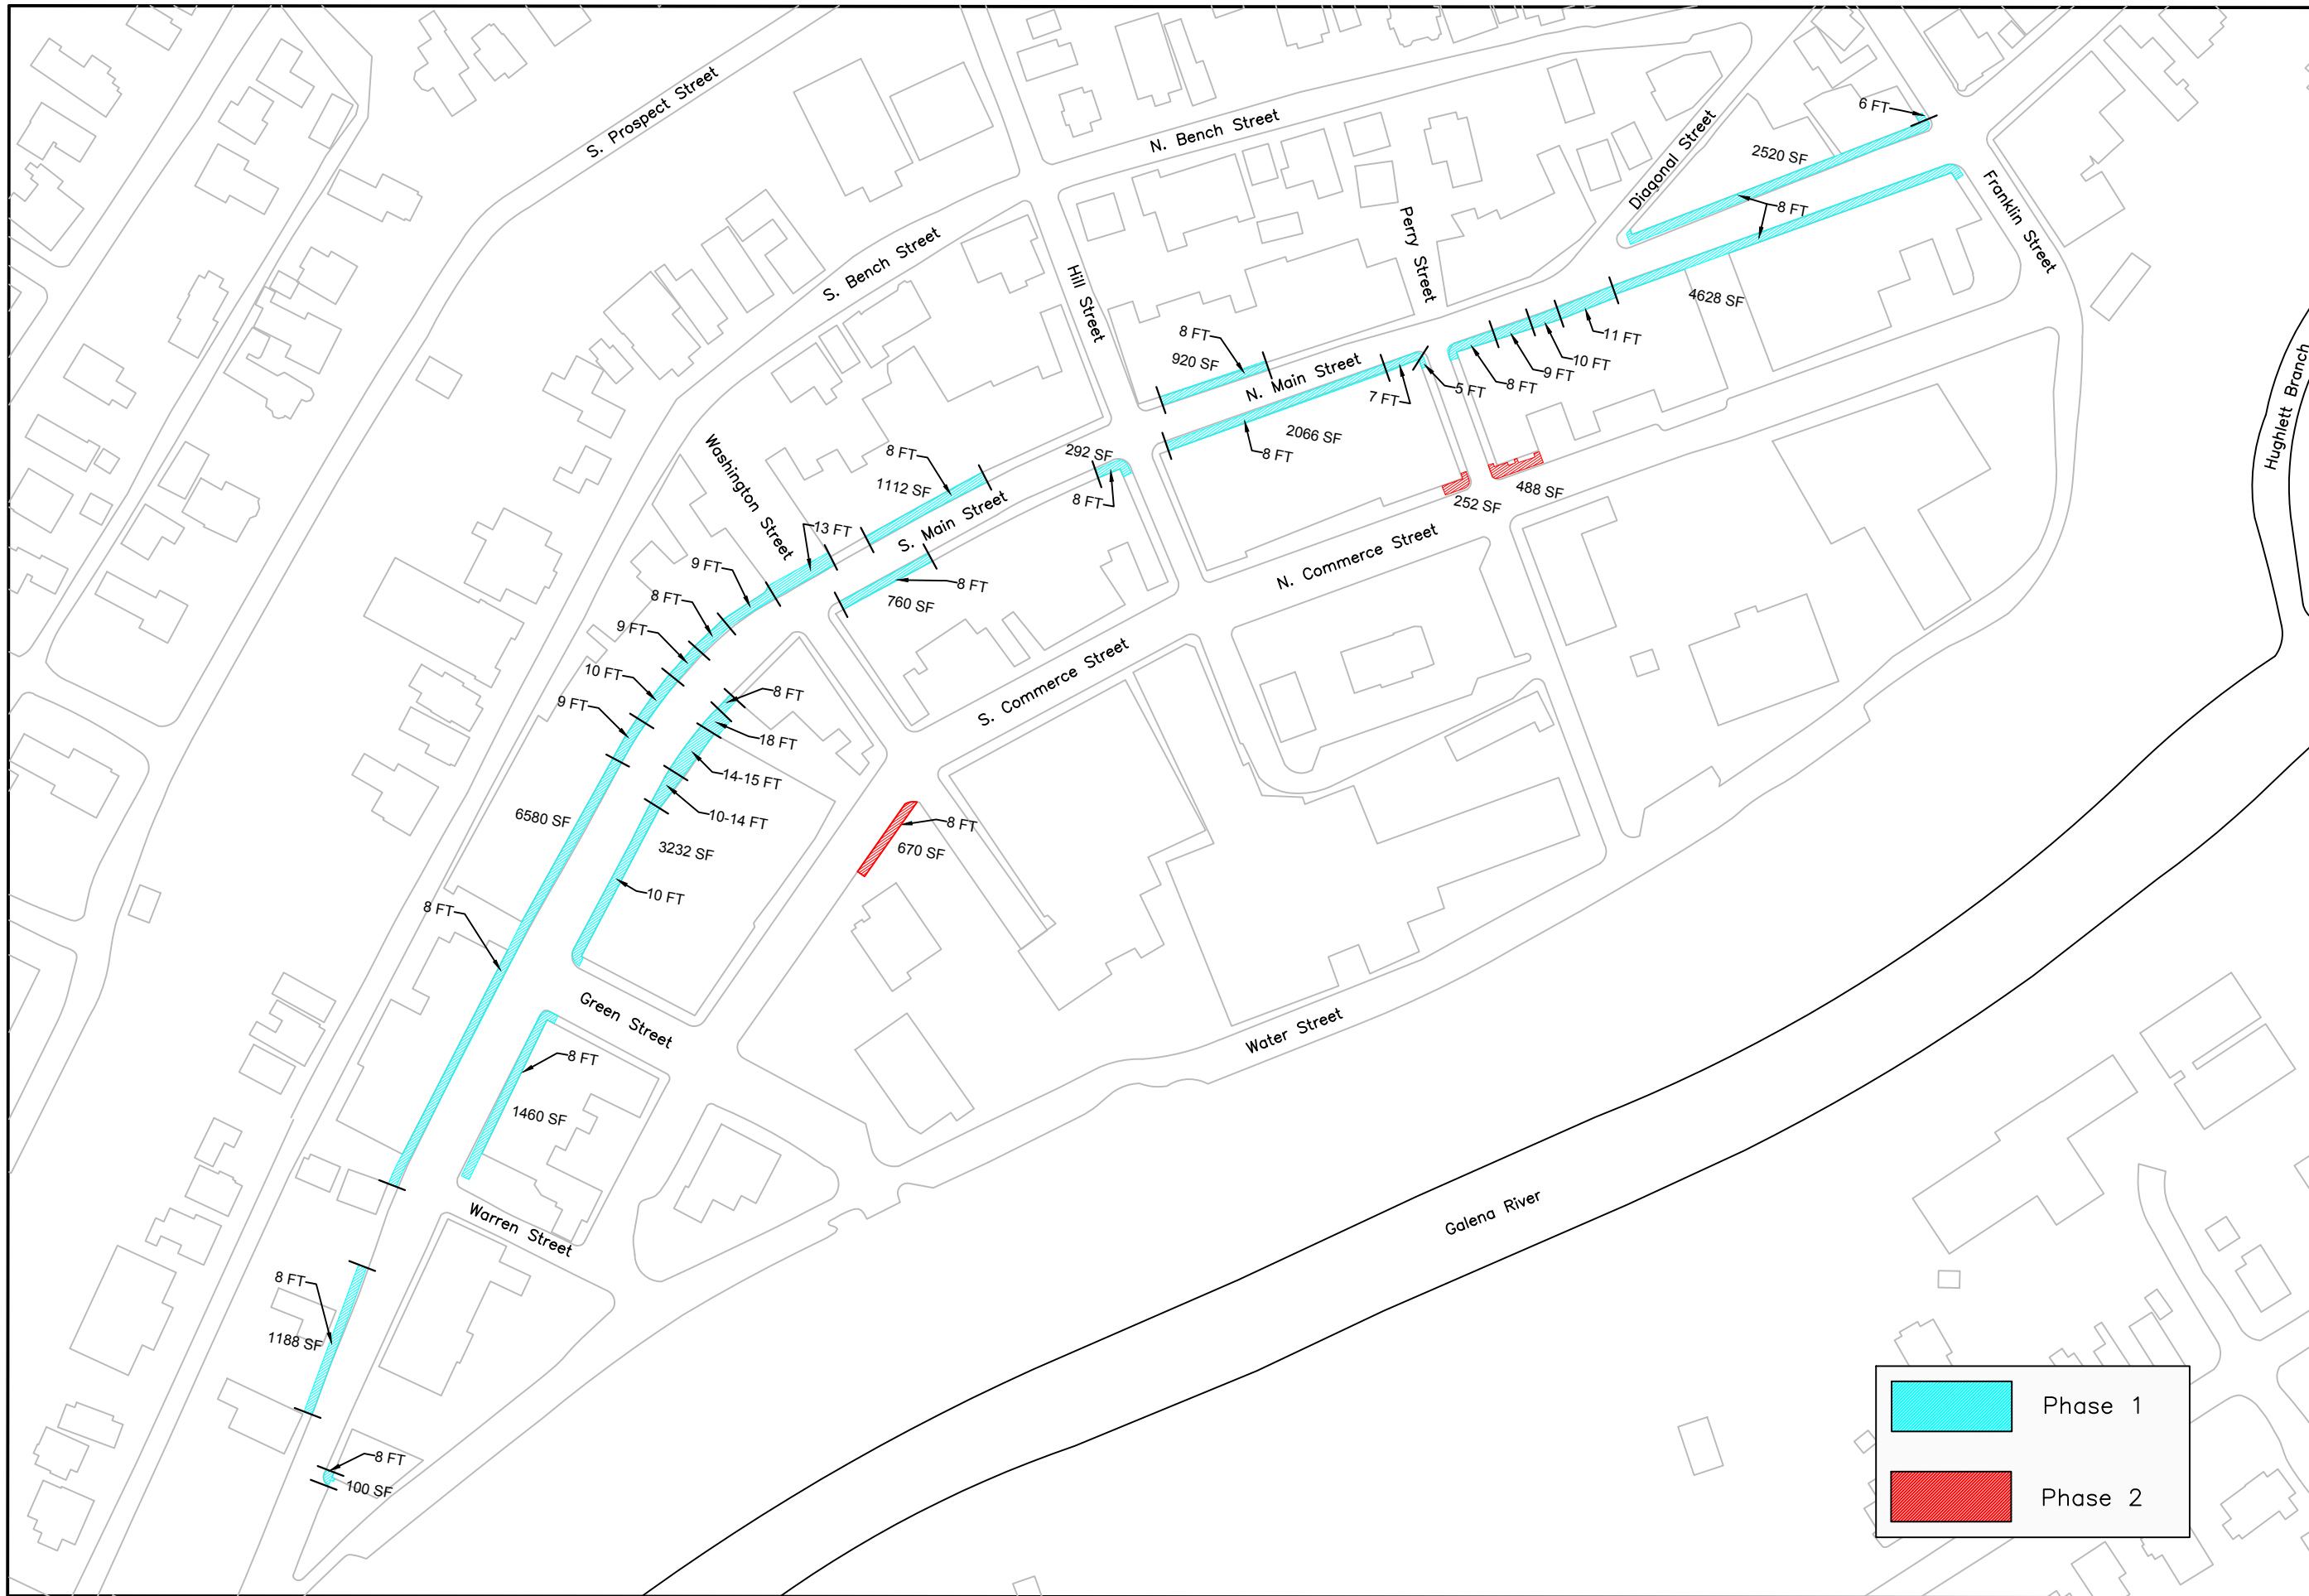 S. Prospect Street
N. Bench Street
Diagonal Street
6 FT
2520 SF
Franklin Street
8 FT
Perry Street
S. Bench Street
Hill Street
4628 SF
11 FT
10 FT
9 FT
8 FT
8 FT
920 SF
N. Main Street
7 FT
5 FT
2066 SF
8 FT
Hughlett Branch
Washington Street
8 FT
1112 SF
292 SF
8 FT
S. Main Street
252 SF
488 SF
13 FT
N. Commerce Street
9 FT
8 FT
760 SF
8 FT
9 FT
10 FT
9 FT
8 FT
18 FT
14-15 FT
10-14 FT
S. Commerce Street
6580 SF
3232 SF
8 FT
670 SF
10 FT
8 FT
Green Street
Water Street
8 FT
1460 SF
Warren Street
Galena River
8 FT
1188 SF
8 FT
100 SF
Phase 1
Phase 2